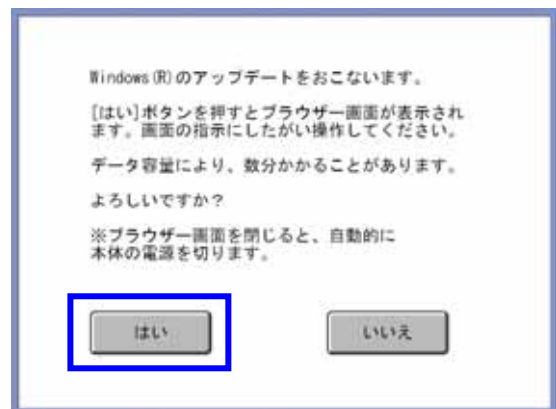 Windows(R)のアップデートをおこないます。
[はい]ボタンを押すとブラウザー画面が表示され
ます。画面の指示にしたがい操作してください。
データ容量により、数分かかることがあります。
よろしいですか？
※ブラウザー画面を閉じると、自動的に
本体の電源を切ります。
はい
いいえ